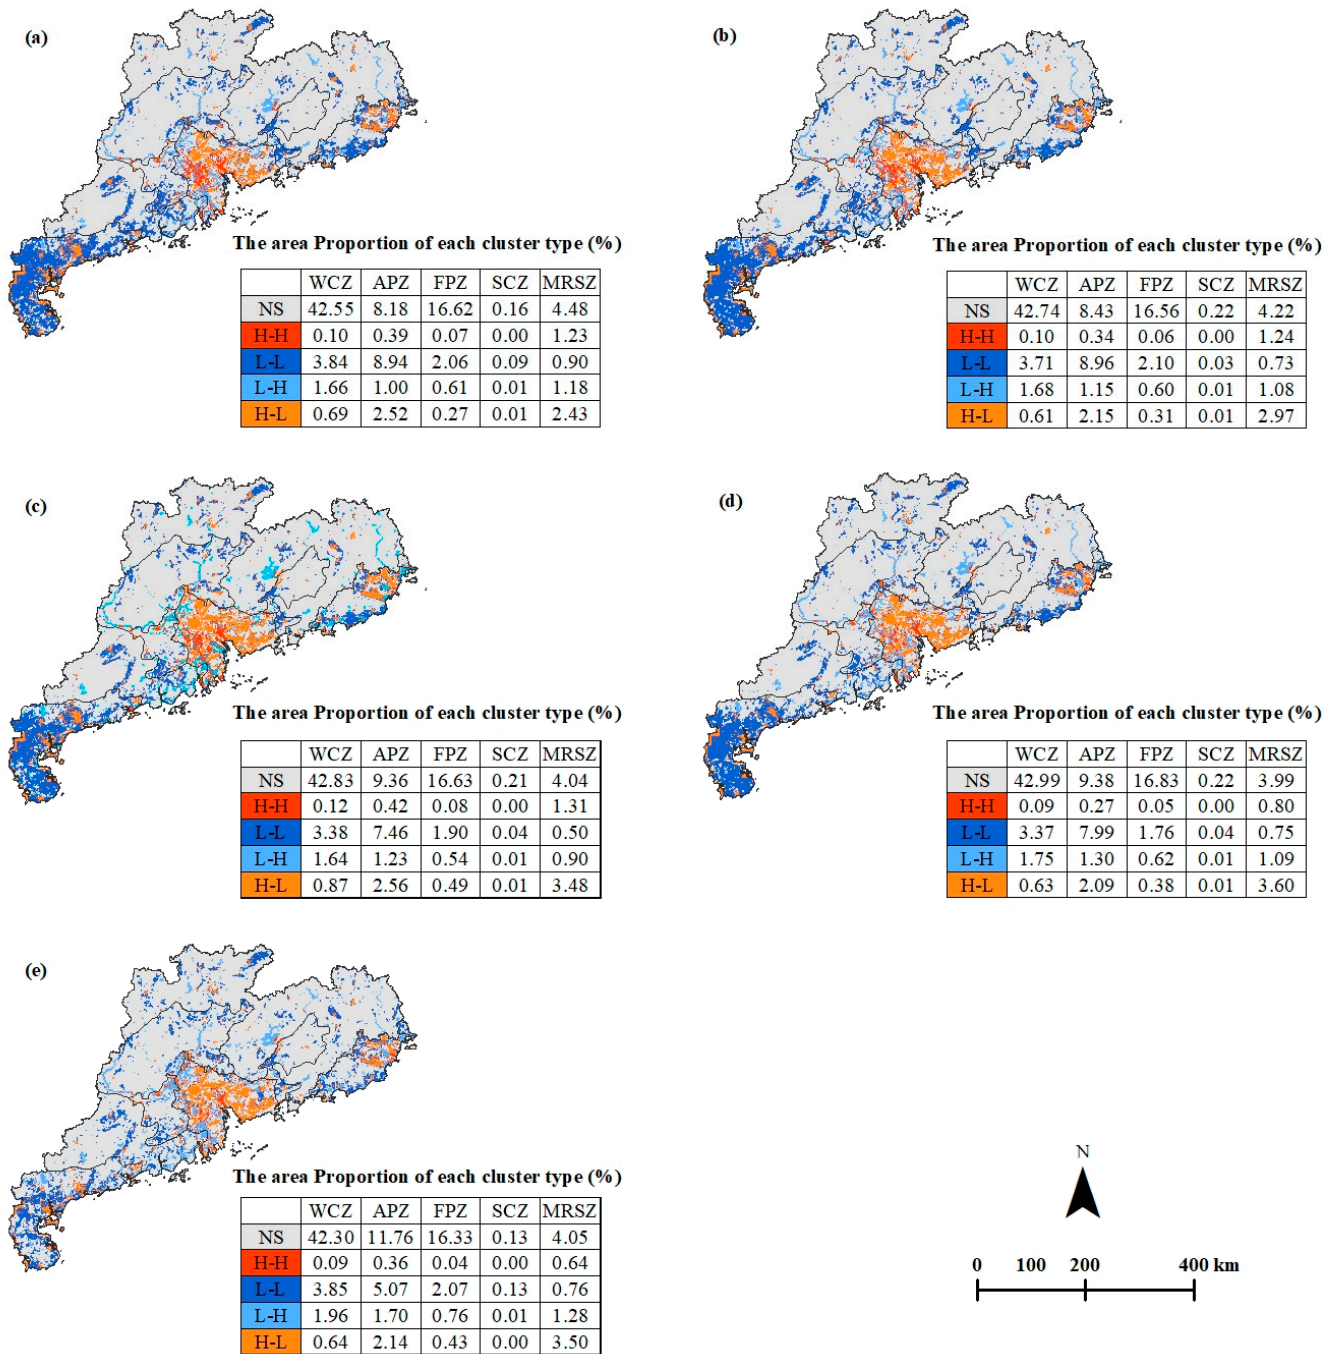 (a)
The area Proportion of each cluster type (%)
WCZ APZ FPZ SCZ MRSZ
NS 42.55 8.18 16.62 0.16 4.48
H-H 0.10 0.39 0.07 0.00 1.23
L-L 3.84 8.94 2.06 0.09 0.90
L-H 1.66 1.00 0.61 0.01 1.18
H-L 0.69 2.52 0.27 0.01 2.43
(b)
The area Proportion of each cluster type (%)
WCZ APZ FPZ SCZ MRSZ
NS 42.74 8.43 16.56 0.22 4.22
H-H 0.10 0.34 0.06 0.00 1.24
L-L 3.71 8.96 2.10 0.03 0.73
L-H 1.68 1.15 0.60 0.01 1.08
H-L 0.61 2.15 0.31 0.01 2.97
(c)
The area Proportion of each cluster type (%)
WCZ APZ FPZ SCZ MRSZ
NS 42.83 9.36 16.63 0.21 4.04
H-H 0.12 0.42 0.08 0.00 1.31
L-L 3.38 7.46 1.90 0.04 0.50
L-H 1.64 1.23 0.54 0.01 0.90
H-L 0.87 2.56 0.49 0.01 3.48
(d)
The area Proportion of each cluster type (%)
WCZ APZ FPZ SCZ MRSZ
NS 42.99 9.38 16.83 0.22 3.99
H-H 0.09 0.27 0.05 0.00 0.80
L-L 3.37 7.99 1.76 0.04 0.75
L-H 1.75 1.30 0.62 0.01 1.09
H-L 0.63 2.09 0.38 0.01 3.60
(e)
The area Proportion of each cluster type (%)
WCZ APZ FPZ SCZ MRSZ
NS 42.30 11.76 16.33 0.13 4.05
H-H 0.09 0.36 0.04 0.00 0.64
L-L 3.85 5.07 2.07 0.13 0.76
L-H 1.96 1.70 0.76 0.01 1.28
H-L 0.64 2.14 0.43 0.00 3.50
N
0 100 200 400 km